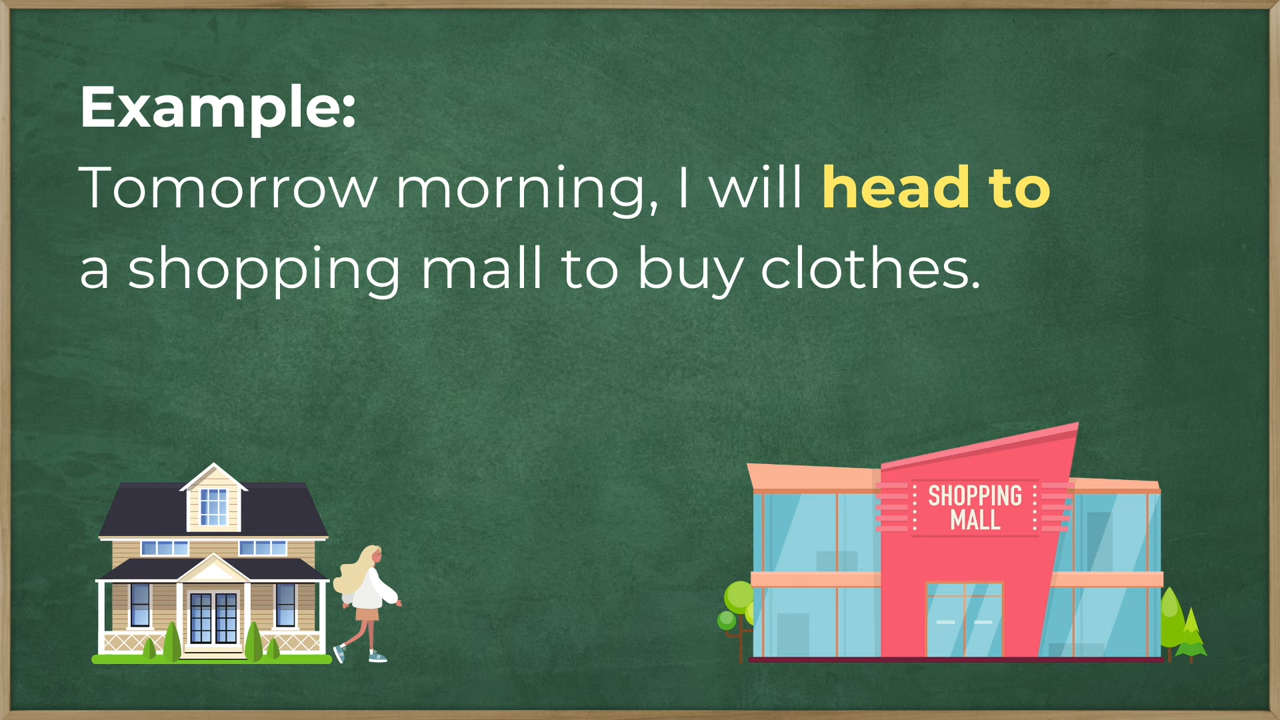 Example:
Tomorrow morning, I will head to
a shopping mall to buy clothes.
SHOPPING
MALL